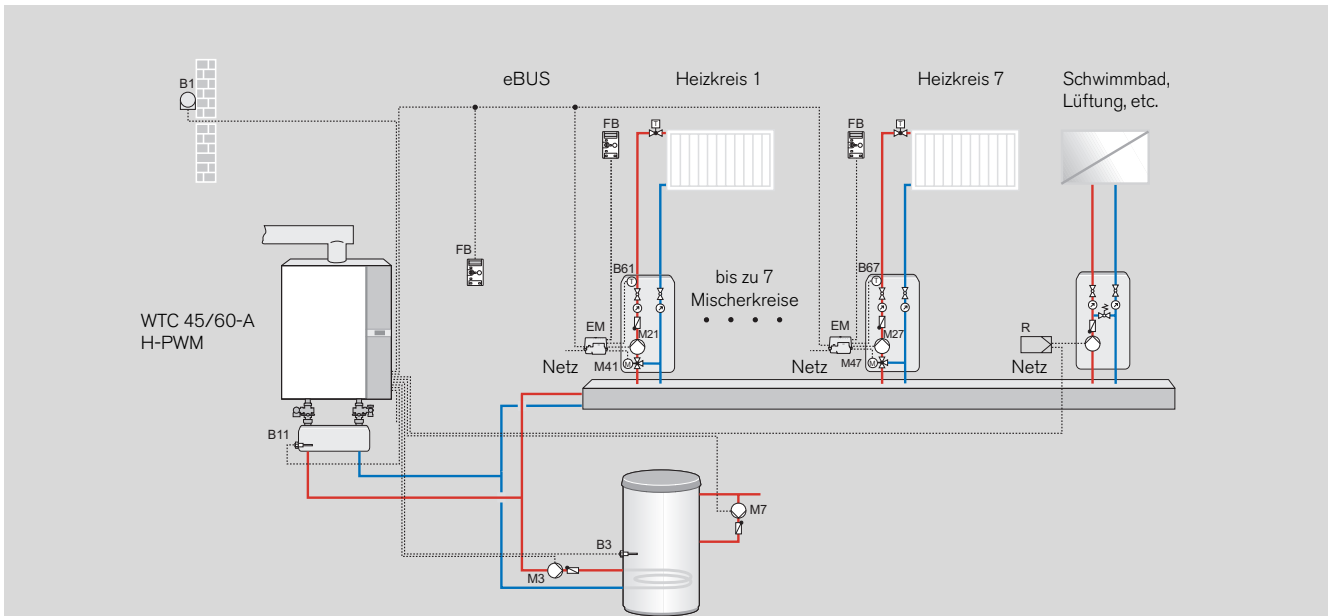 B1
eBUS
Heizkreis 1
Heizkreis 7
Schwimmbad,
Lüftung, etc.
T
T
FB
FB
FB
B61
T
bis zu 7
Mischerkreise
B67
T
WTC 45/60-A
H-PWM
EM
M21
EM
M27
R
Netz
M41
M
Netz
M47
M
Netz
B11
M7
B3
M3